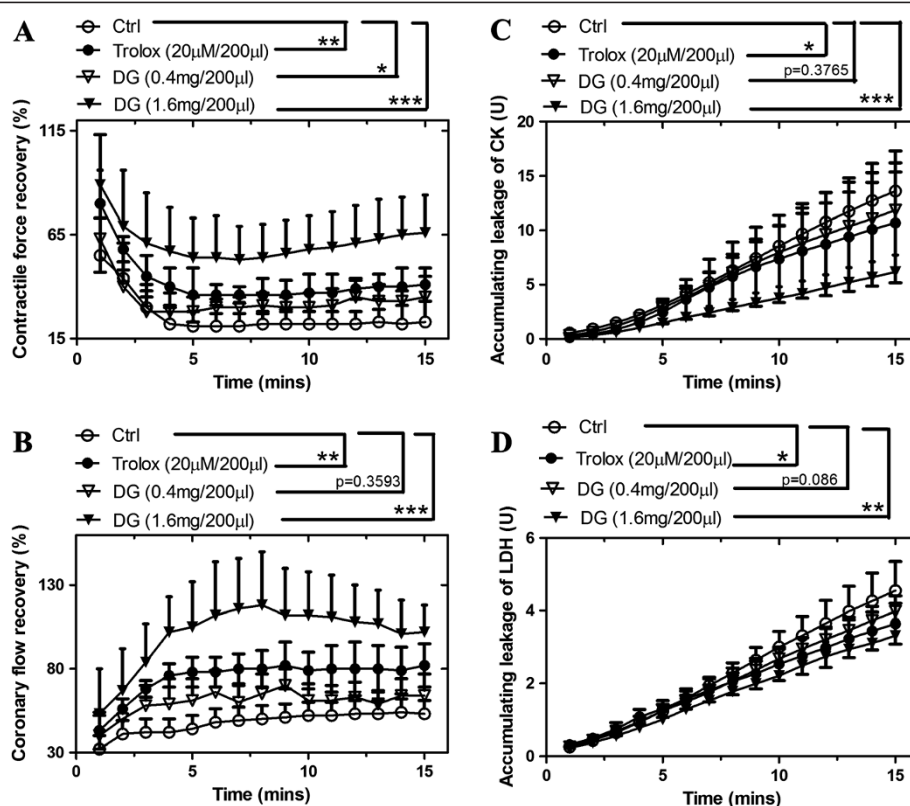 A
Ctrl
**
Trolox (20μM/200μl)
*
DG (0.4mg/200μl)
***
DG (1.6mg/200μl)
Contractile force recovery (%)
115
65
15
5
10
15
Time (mins)
B
Ctrl
**
Trolox (20μM/200μl)
p=0.3593
DG (0.4mg/200μl)
***
DG (1.6mg/200μl)
Coronary flow recovery (%)
130
80
30
5
10
15
Time (mins)
C
Ctrl
*
Trolox (20μM/200μl)
p=0.3765
DG (0.4mg/200μl)
***
DG (1.6mg/200μl)
Accumulating leakage of CK (U)
20
15
10
5
0
0
5
10
15
Time (mins)
D
Ctrl
*
Trolox (20μM/200μl)
p=0.086
DG (0.4mg/200μl)
**
DG (1.6mg/200μl)
Accumulating leakage of LDH (U)
6
4
2
0
0
5
10
15
Time (mins)